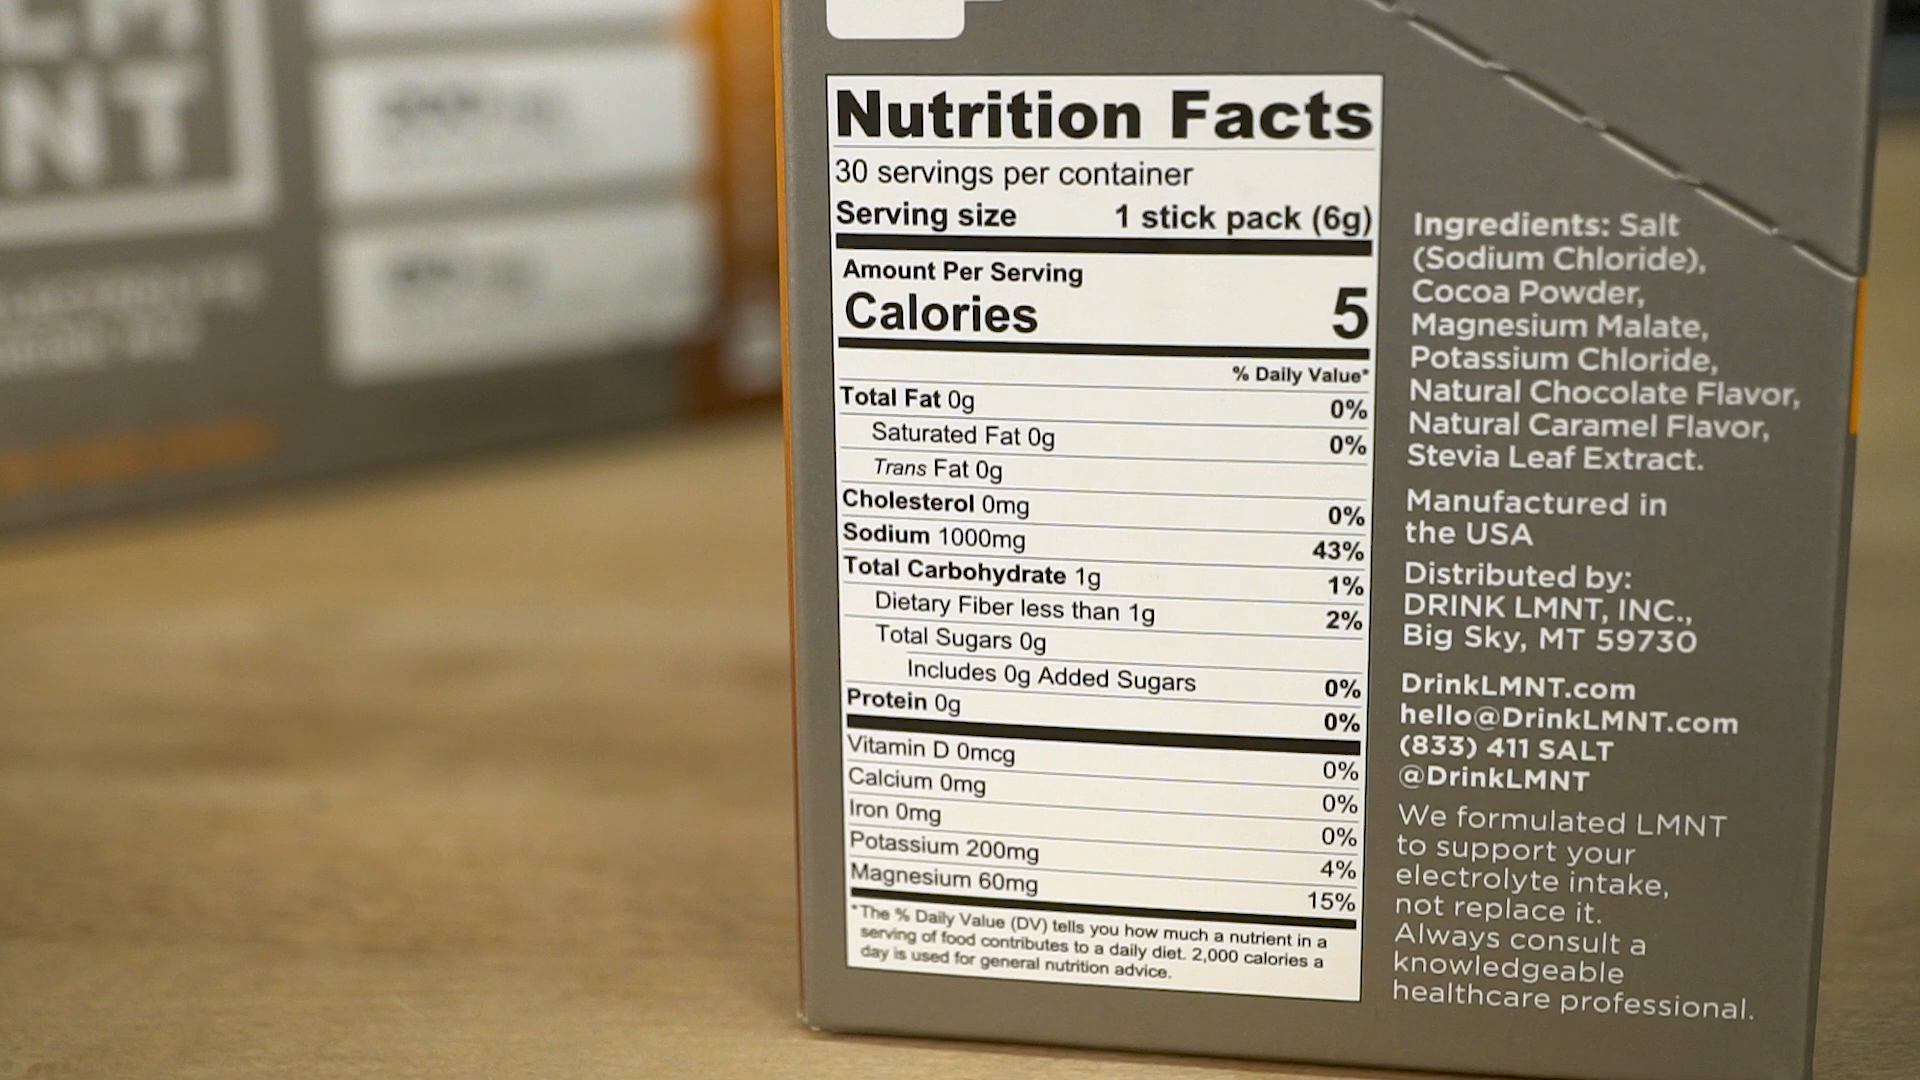 NT
Nutrition Facts
30 servings per container
Serving size 1 stick pack (6g)
Amount Per Serving
Calories 5
% Daily Value*
Total Fat 0g 0%
Saturated Fat 0g 0%
Trans Fat 0g
Cholesterol 0mg 0%
Sodium 1000mg 43%
Total Carbohydrate 1g 1%
Dietary Fiber less than 1g 2%
Total Sugars 0g
Includes 0g Added Sugars 0%
Protein 0g 0%
Vitamin D 0mcg 0%
Calcium 0mg 0%
Iron 0mg 0%
Potassium 200mg 4%
Magnesium 60mg 15%
*The % Daily Value (DV) tells you how much a nutrient in a
serving of food contributes to a daily diet. 2,000 calories a
day is used for general nutrition advice.
Ingredients: Salt
(Sodium Chloride),
Cocoa Powder,
Magnesium Malate,
Potassium Chloride,
Natural Chocolate Flavor,
Natural Caramel Flavor,
Stevia Leaf Extract.
Manufactured in
the USA
Distributed by:
DRINK LMNT, INC.,
Big Sky, MT 59730
DrinkLMNT.com
hello@DrinkLMNT.com
(833) 411 SALT
@DrinkLMNT
We formulated LMNT
to support your
electrolyte intake,
not replace it.
Always consult a
knowledgeable
healthcare professional.